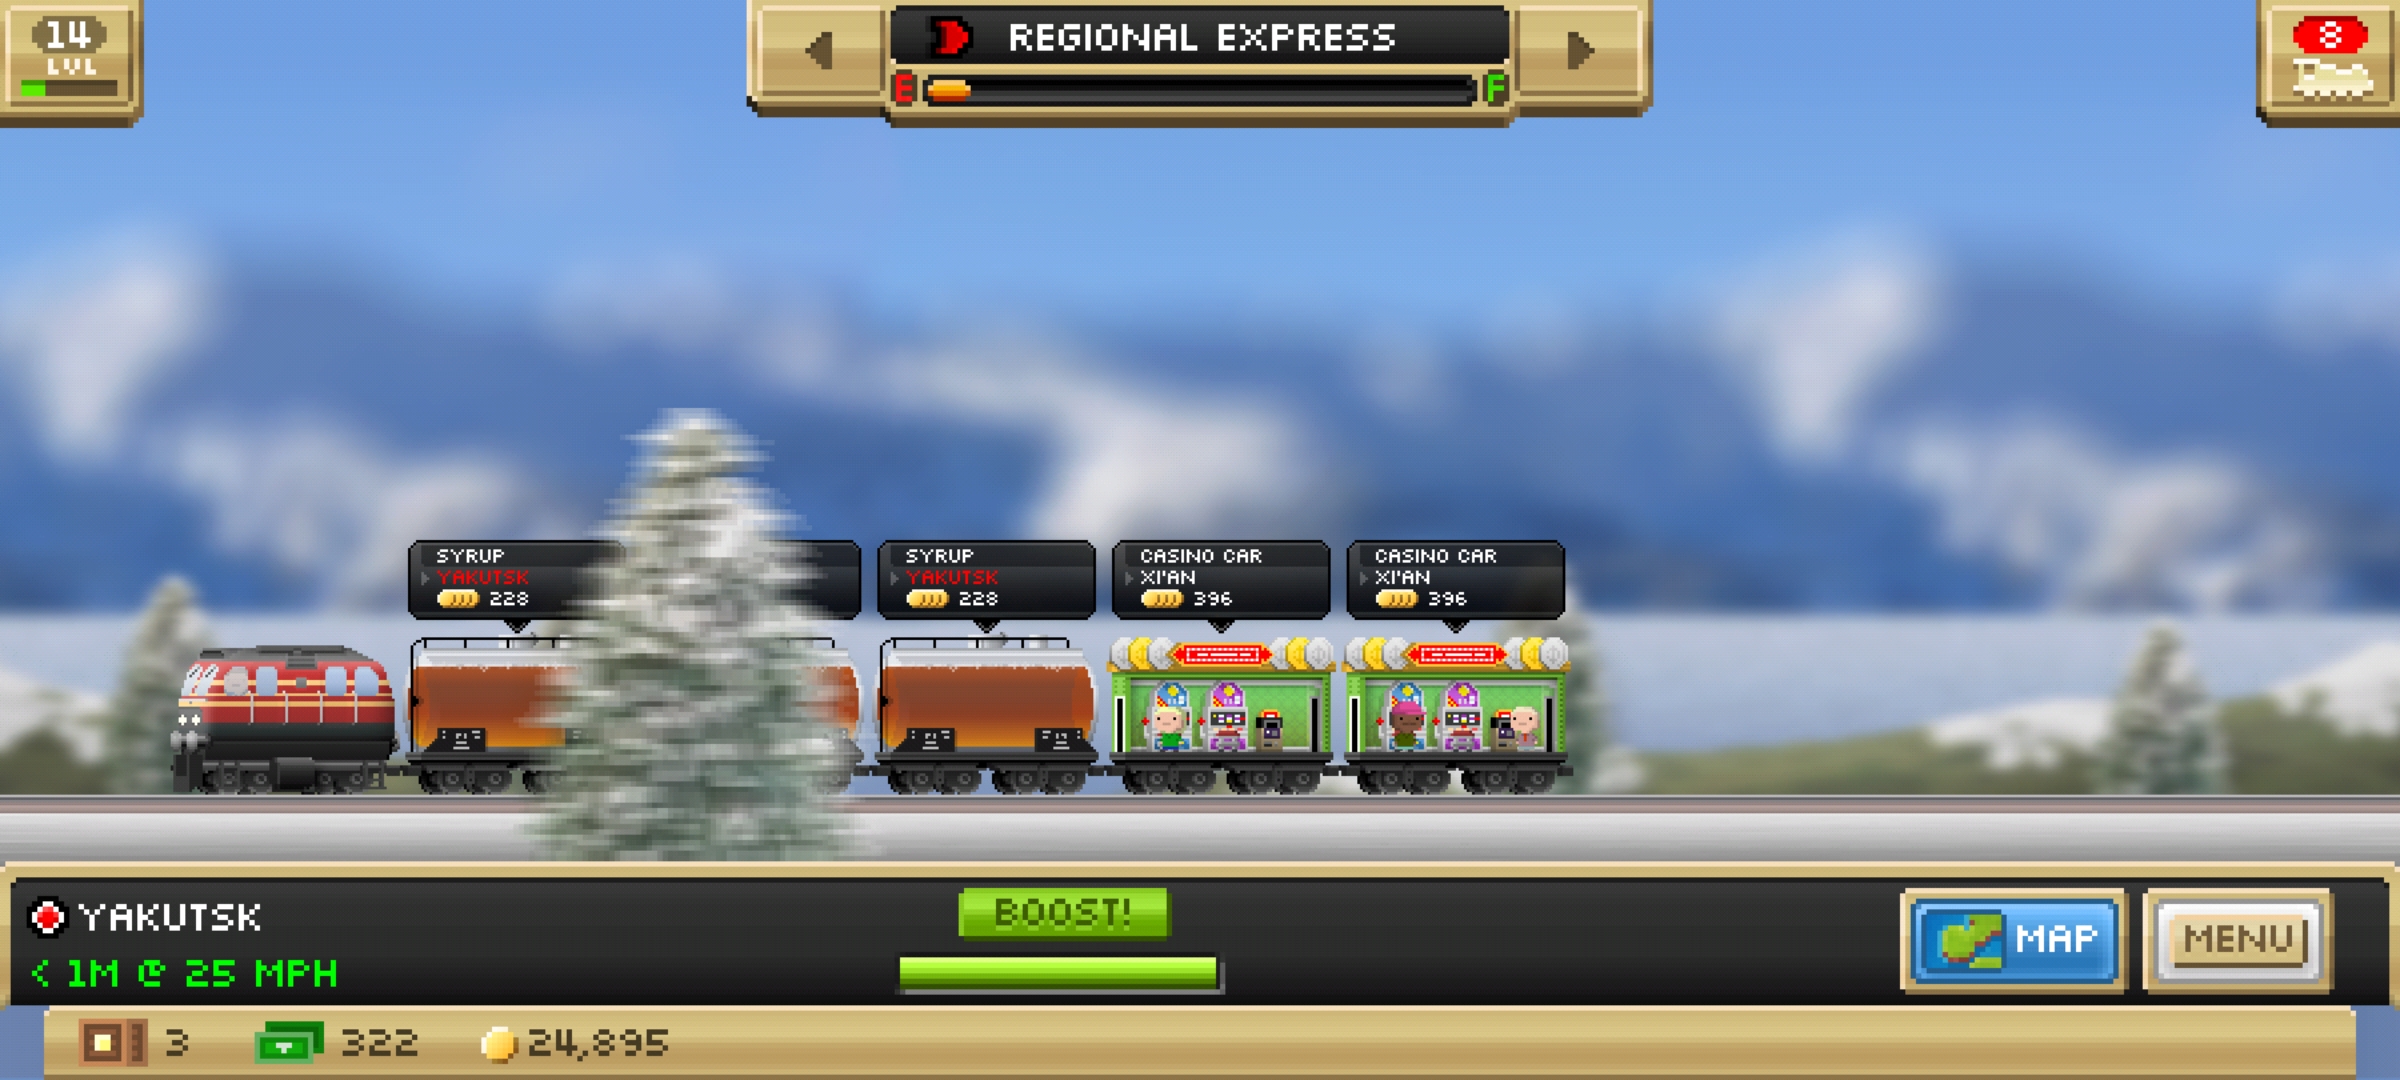 14
LVL
REGIONAL EXPRESS
E F
8
SYRUP
YAKUTSK
228
SYRUP
YAKUTSK
228
CASINO CAR
XI'AN
396
CASINO CAR
XI'AN
396
YAKUTSK
< 1M @ 25 MPH
BOOST!
MAP
MENU
3
322
24,895